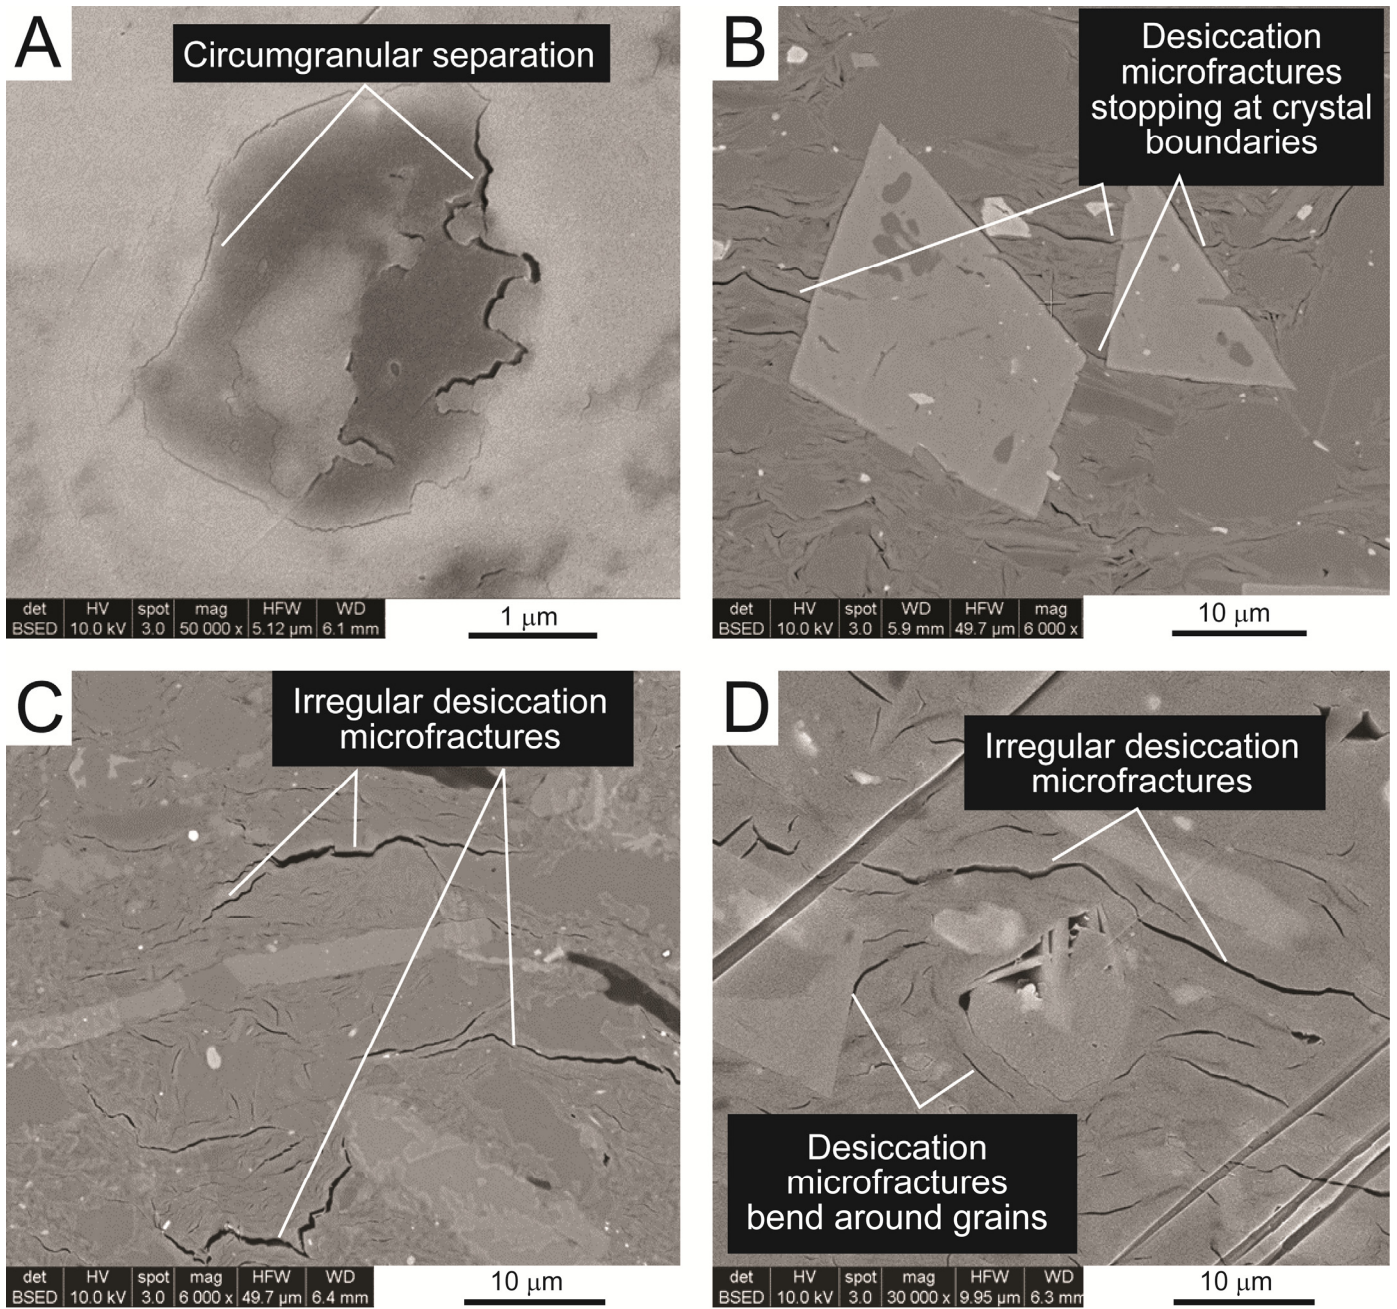 A
Circumgranular separation
det HV spot mag HFW WD
BSED 10.0 kV 3.0 50 000 x 5.12 µm 6.1 mm
1 µm
B
Desiccation
microfractures
stopping at crystal
boundaries
det HV spot WD HFW mag
BSED 10.0 kV 3.0 5.9 mm 49.7 µm 6 000 x
10 µm
C
Irregular desiccation
microfractures
det HV spot mag HFW WD
BSED 10.0 kV 3.0 6 000 x 49.7 µm 6.4 mm
10 µm
D
Irregular desiccation
microfractures
Desiccation
microfractures
bend around grains
det HV spot mag HFW WD
BSED 10.0 kV 3.0 30 000 x 9.95 µm 6.3 mm
10 µm